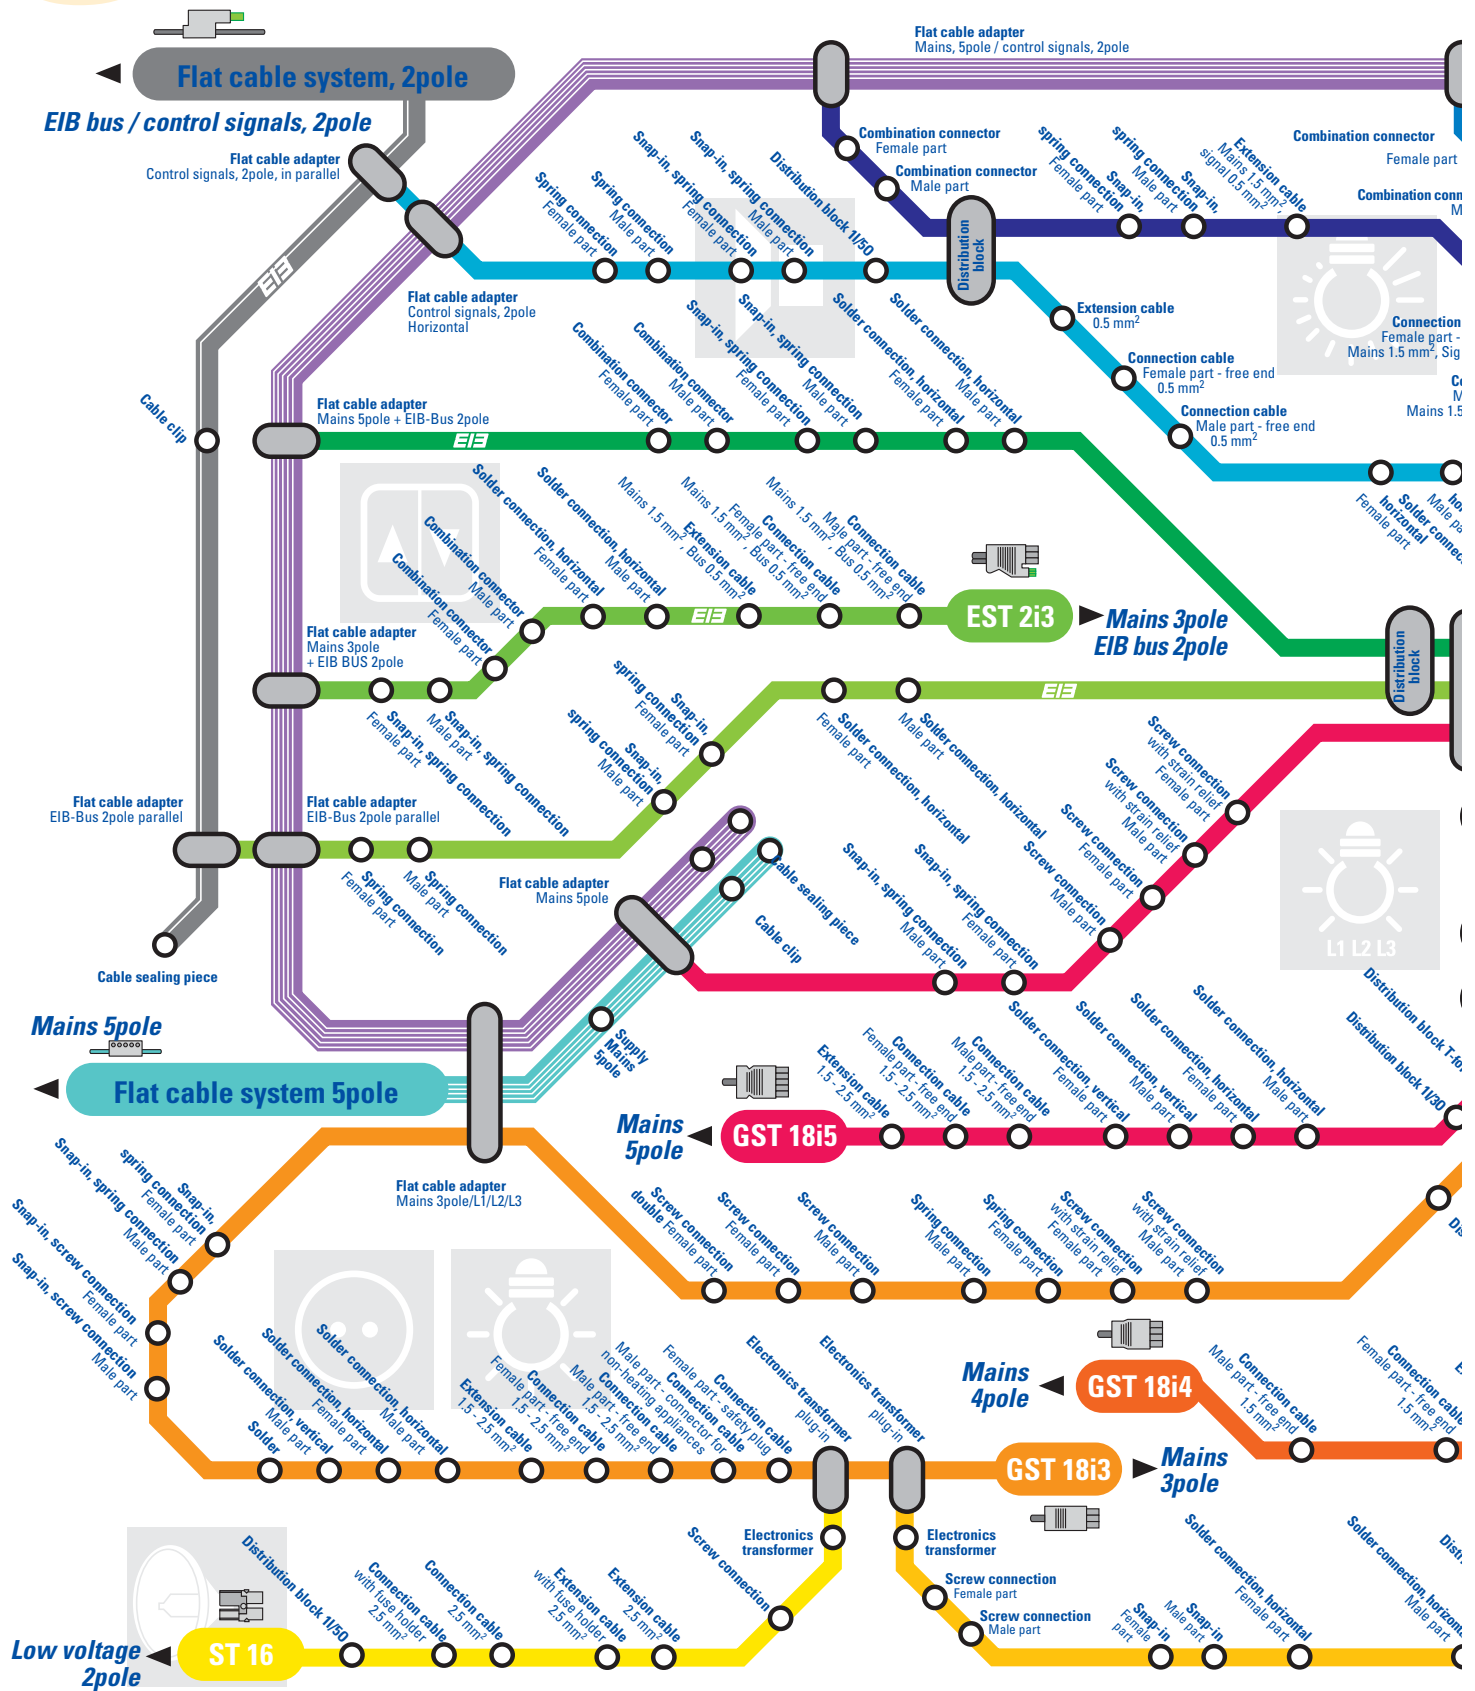 Flat cable system, 2pole
EIB bus / control signals, 2pole
Flat cable adapter
Control signals, 2pole, in parallel
Flat cable adapter
Mains, 5pole / control signals, 2pole
Combination connector
Female part
Combination connector
Male part
Distribution
block
Snap-in,
spring connection
Female part
Snap-in,
spring connection
Male part
Extension cable
Mains 1.5 mm²,
signal 0.5 mm²
Combination connector
Female part
Spring connection
Female part
Spring connection
Male part
Snap-in, spring connection
Female part
Snap-in, spring connection
Male part
Distribution block 1I/5O
Flat cable adapter
Control signals, 2pole
Horizontal
Extension cable
0.5 mm²
Connection cable
Female part - free end
0.5 mm²
Connection cable
Male part - free end
0.5 mm²
Connection
Female part -
Mains 1.5 mm², Sig
Mains 1.5
EIB
Cable clip
Flat cable adapter
Mains 5pole + EIB-Bus 2pole
EIB
Combination connector
Female part
Combination connector
Male part
Snap-in, spring connection
Female part
Snap-in, spring connection
Male part
Solder connection, horizontal
Female part
Solder connection, horizontal
Male part
horizontal
Female part
Solder connec
Male pa
Flat cable adapter
Mains 3pole
+ EIB BUS 2pole
Snap-in, spring connection
Female part
Snap-in, spring connection
Male part
Combination connector
Female part
Combination connector
Male part
Solder connection, horizontal
Female part
Solder connection, horizontal
Male part
EIB
Extension cable
Mains 1.5 mm², Bus 0.5 mm²
Connection cable
Female part - free end
Mains 1.5 mm², Bus 0.5 mm²
Connection cable
Male part - free end
Mains 1.5 mm², Bus 0.5 mm²
EST 2i3
Mains 3pole
EIB bus 2pole
Distribution
block
Flat cable adapter
EIB-Bus 2pole parallel
Flat cable adapter
EIB-Bus 2pole parallel
Spring connection
Female part
Spring connection
Male part
Snap-in,
spring connection
Male part
Snap-in,
spring connection
Female part
Solder connection, horizontal
Female part
Solder connection, horizontal
Male part
EIB
Cable sealing piece
Flat cable adapter
Mains 5pole
Cable sealing piece
Cable clip
Supply
Mains
5pole
Snap-in, spring connection
Male part
Snap-in, spring connection
Female part
Screw connection
Male part
Screw connection
Female part
Screw connection
with strain relief
Male part
Screw connection
with strain relief
Female part
L1 L2 L3
Mains 5pole
Flat cable system 5pole
Flat cable adapter
Mains 3pole/L1/L2/L3
Mains
5pole
GST 18i5
Extension cable
1.5 - 2.5 mm²
Connection cable
Female part - free end
1.5 - 2.5 mm²
Connection cable
Male part - free end
1.5 - 2.5 mm²
Solder connection, vertical
Female part
Solder connection, vertical
Male part
Solder connection, horizontal
Female part
Solder connection, horizontal
Male part
Distribution block 1I/3O
Distribution block T-for
Snap-in,
spring connection
Female part
Snap-in, spring connection
Male part
Snap-in, screw connection
Female part
Snap-in, screw connection
Male part
Screw connection
double Female part
Screw connection
Female part
Screw connection
Male part
Spring connection
Male part
Spring connection
Female part
Screw connection
with strain relief
Female part
Screw connection
with strain relief
Male part
Mains
4pole
GST 18i4
Connection cable
Male part - free end
1.5 mm²
Connection cable
Female part - free end
1.5 mm²
Solder
Solder connection, vertical
Male part
Solder connection, horizontal
Female part
Solder connection, horizontal
Male part
Extension cable
1.5 - 2.5 mm²
Connection cable
Female part - free end
1.5 - 2.5 mm²
Connection cable
Male part - free end
1.5 - 2.5 mm²
Connection cable
Male part - connector for
non-heating appliances
Connection cable
Female part - safety plug
Electronics transformer
plug-in
Electronics transformer
plug-in
GST 18i3
Mains
3pole
Electronics
transformer
Electronics
transformer
Screw connection
Screw connection
Female part
Screw connection
Male part
Snap-in
Female
part
Snap-in
Male part
Solder connection, horizontal
Female part
Solder connection, horizontal
Male part
Low voltage
2pole
ST 16
Distribution block 1I/5O
Connection cable
with fuse holder
2.5 mm²
Connection cable
2.5 mm²
Extension cable
with fuse holder
2.5 mm²
Extension cable
2.5 mm²